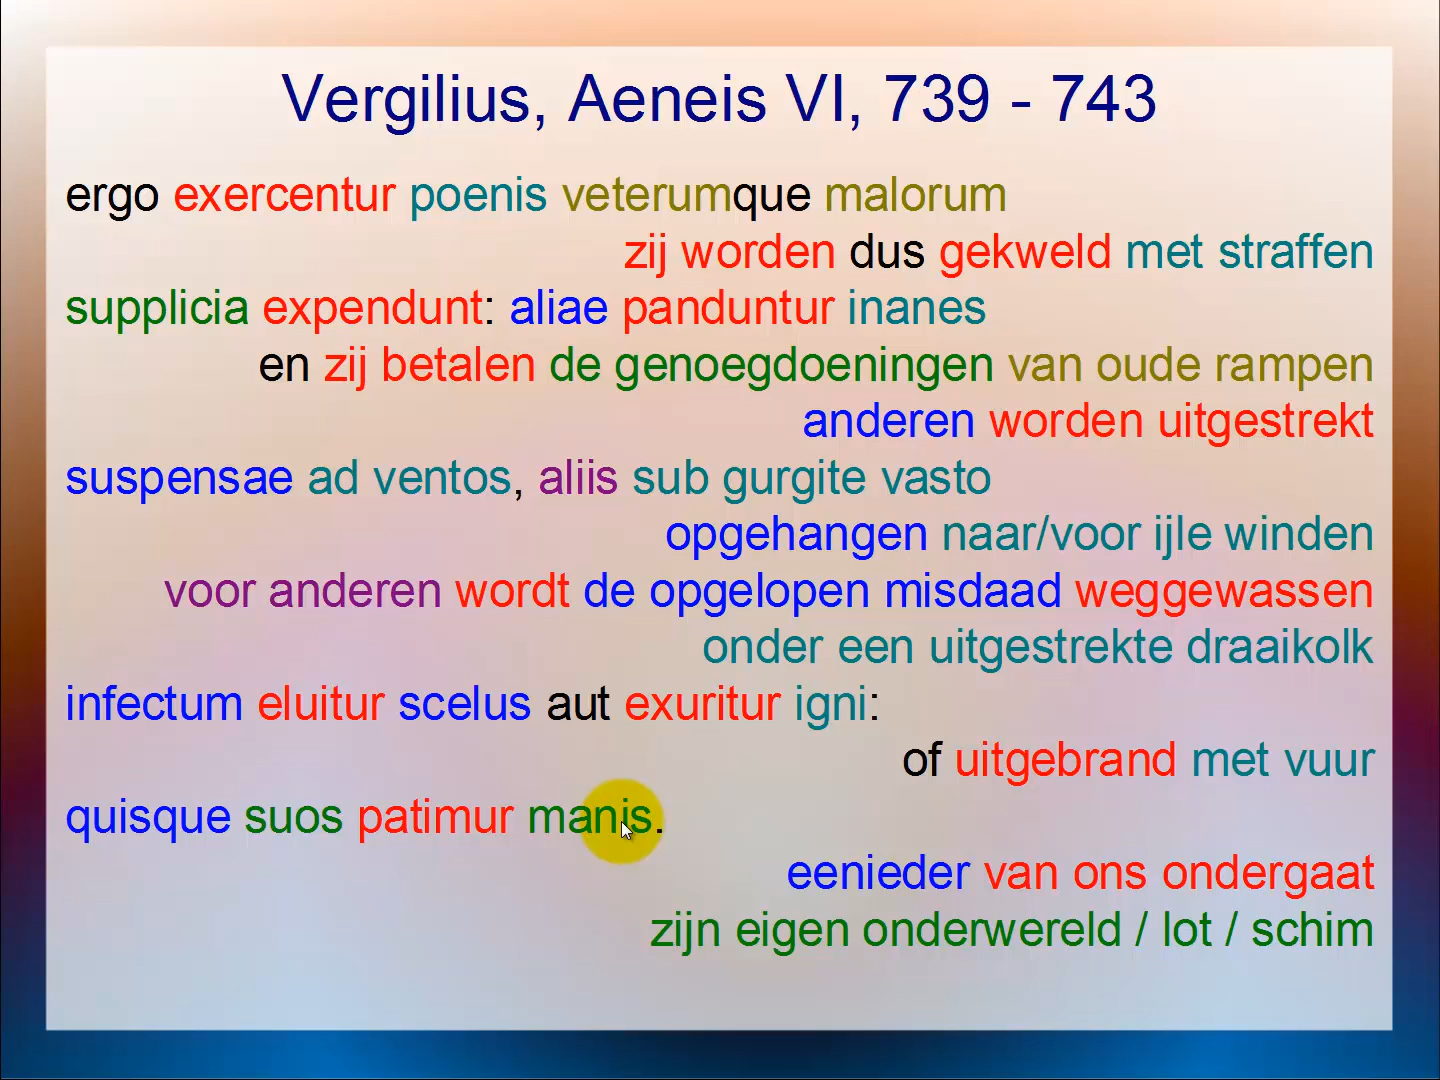 Vergilius, Aeneis VI, 739 - 743
ergo exercentur poenis veterumque malorum
zij worden dus gekweld met straffen
supplicia expendunt: aliae panduntur inanes
en zij betalen de genoegdoeningen van oude rampen
anderen worden uitgestrekt
suspensae ad ventos, aliis sub gurgite vasto
opgehangen naar/voor ijle winden
voor anderen wordt de opgelopen misdaad weggewassen
onder een uitgestrekte draaikolk
infectum eluitur scelus aut exuritur igni:
of uitgebrand met vuur
quisque suos patimur manis.
eenieder van ons ondergaat
zijn eigen onderwereld / lot / schim